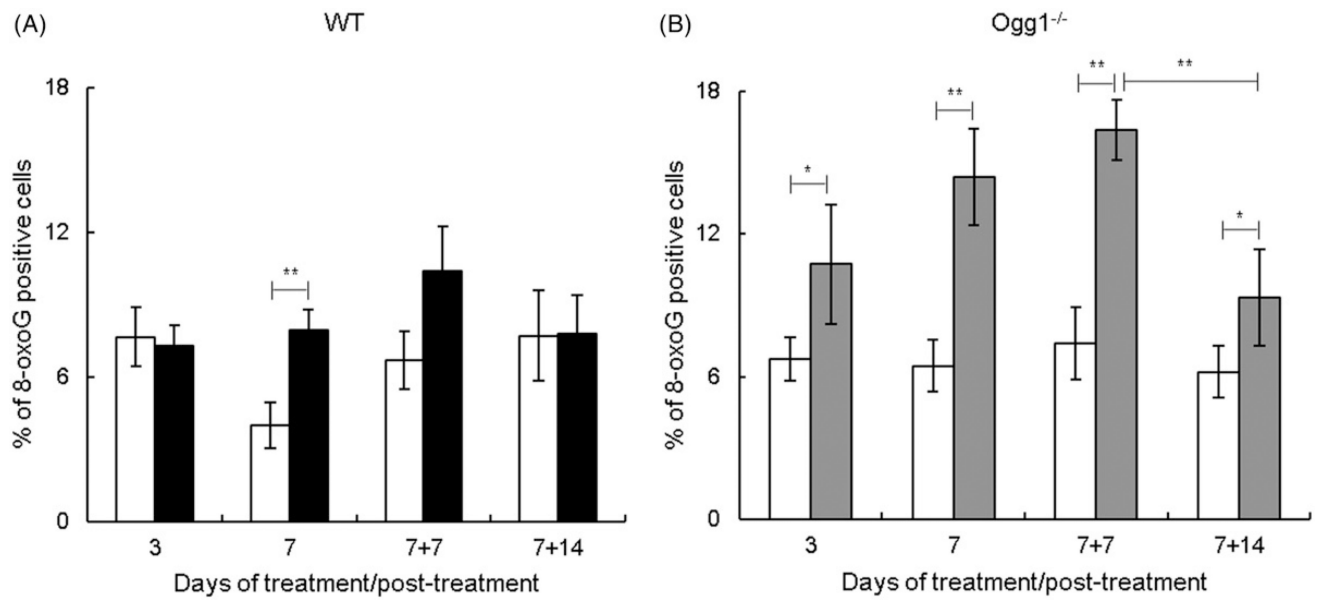 (A)
WT
% of 8-oxoG positive cells
18
12
6
0
**
3
7
7+7
7+14
Days of treatment/post-treatment
(B)
Ogg1-/-
% of 8-oxoG positive cells
18
12
6
0
*
**
**
**
*
3
7
7+7
7+14
Days of treatment/post-treatment